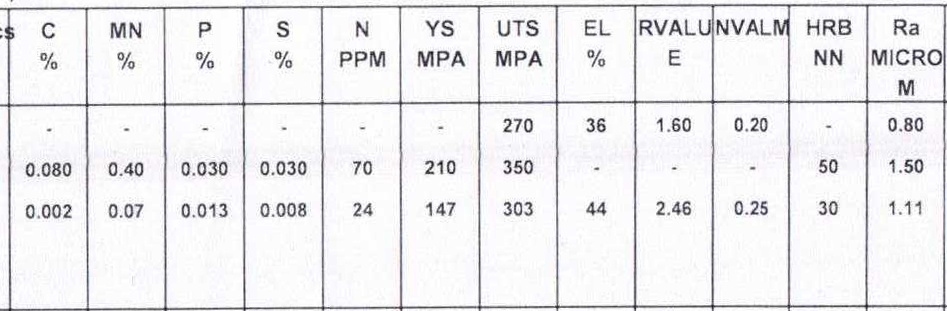 cs C MN P S N YS UTS EL RVALU NVALM HRB Ra
% % % % PPM MPA MPA % E NN MICRO
M
- - - - - - 270 36 1.60 0.20 - 0.80
0.080 0.40 0.030 0.030 70 210 350 - - - 50 1.50
0.002 0.07 0.013 0.008 24 147 303 44 2.46 0.25 30 1.11